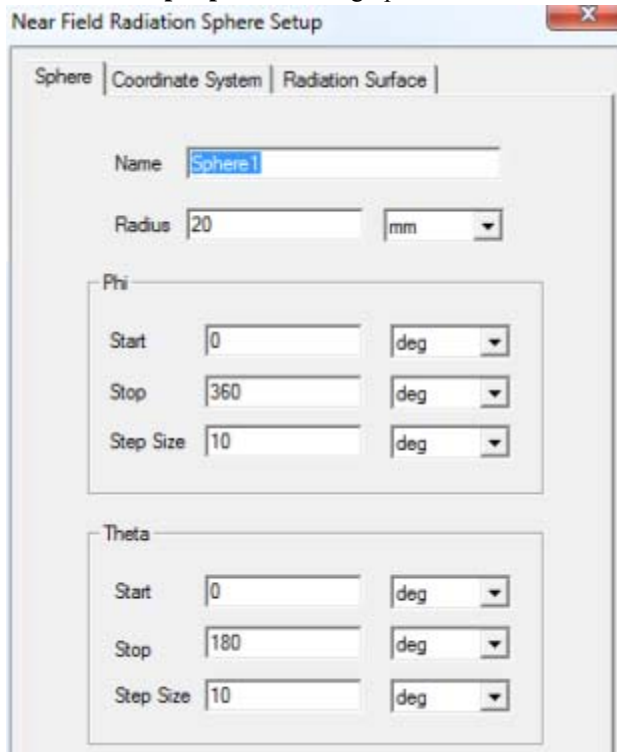 Near Field Radiation Sphere Setup
Sphere Coordinate System Radiation Surface
Name Sphere1
Radius 20 mm
Phi
Start 0 deg
Stop 360 deg
Step Size 10 deg
Theta
Start 0 deg
Stop 180 deg
Step Size 10 deg